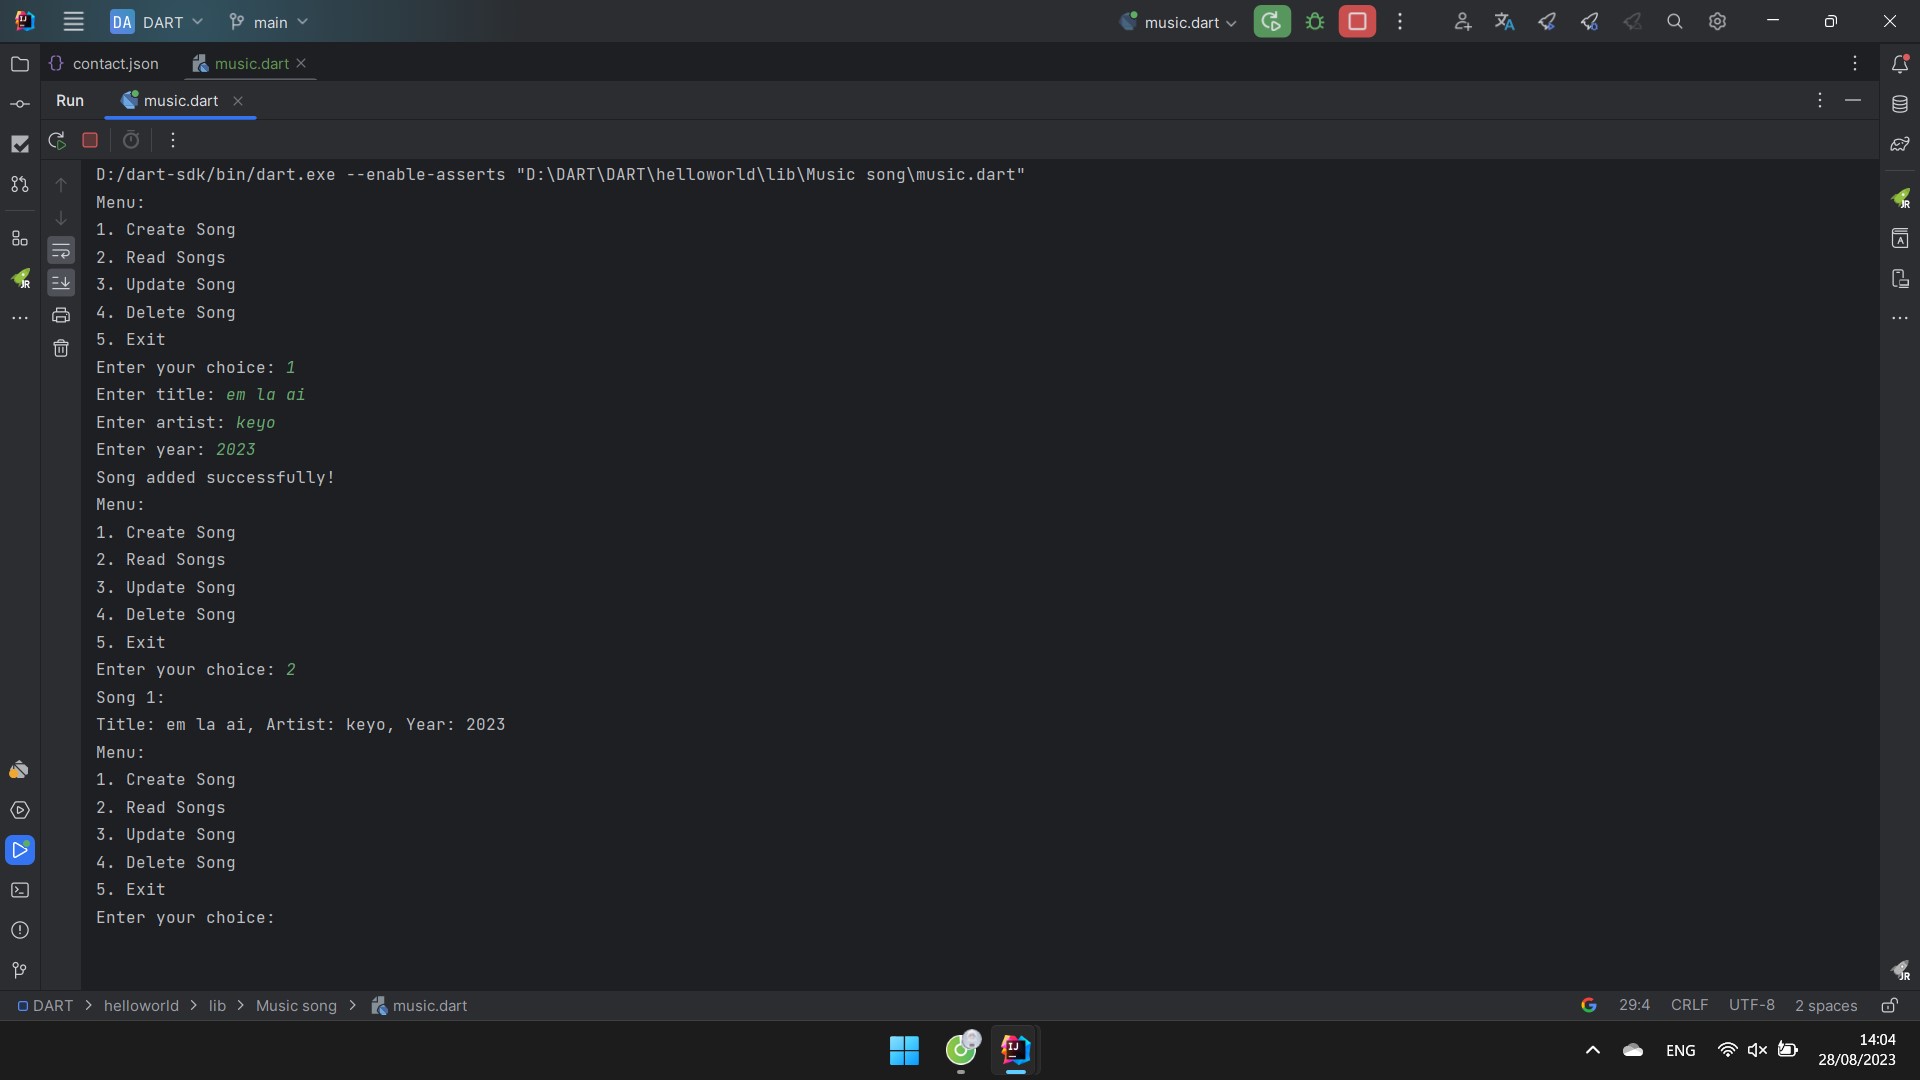 DA DART main music.dart
contact.json music.dart
Run music.dart
D:/dart-sdk/bin/dart.exe --enable-asserts "D:\DART\DART\helloworld\lib\Music song\music.dart"
Menu:
1. Create Song
2. Read Songs
3. Update Song
4. Delete Song
5. Exit
Enter your choice: 1
Enter title: em la ai
Enter artist: keyo
Enter year: 2023
Song added successfully!
Menu:
1. Create Song
2. Read Songs
3. Update Song
4. Delete Song
5. Exit
Enter your choice: 2
Song 1:
Title: em la ai, Artist: keyo, Year: 2023
Menu:
1. Create Song
2. Read Songs
3. Update Song
4. Delete Song
5. Exit
Enter your choice:
DART > helloworld > lib > Music song > music.dart 29:4 CRLF UTF-8 2 spaces
ENG 14:04
28/08/2023